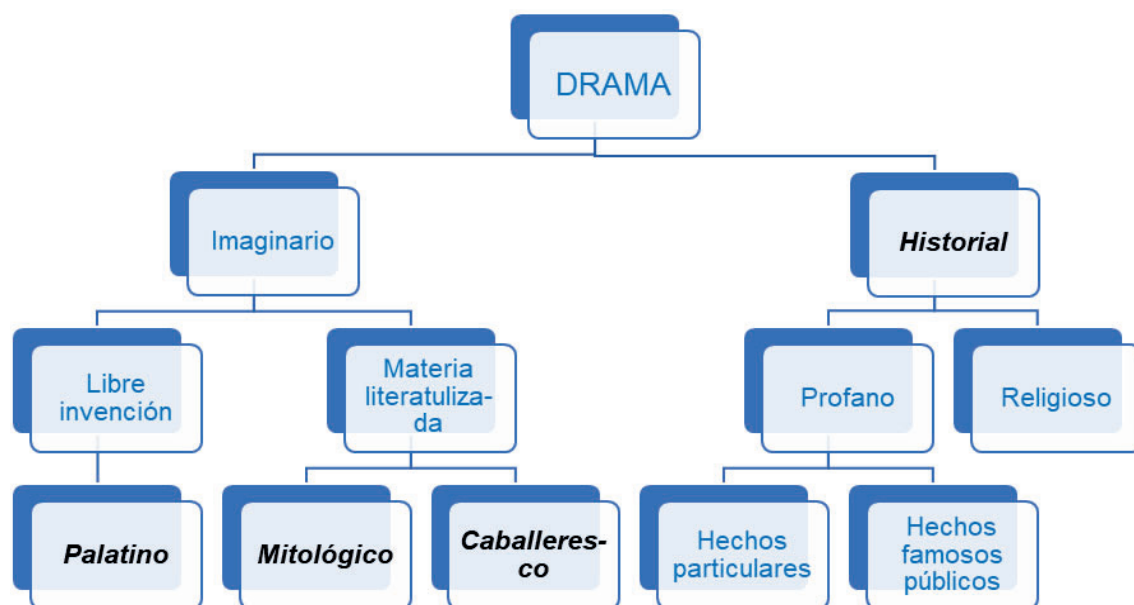 DRAMA
Imaginario
Historial
Libre
invención
Materia
literatuliza-
da
Profano
Religioso
Palatino
Mitológico
Caballeres-
co
Hechos
particulares
Hechos
famosos
públicos